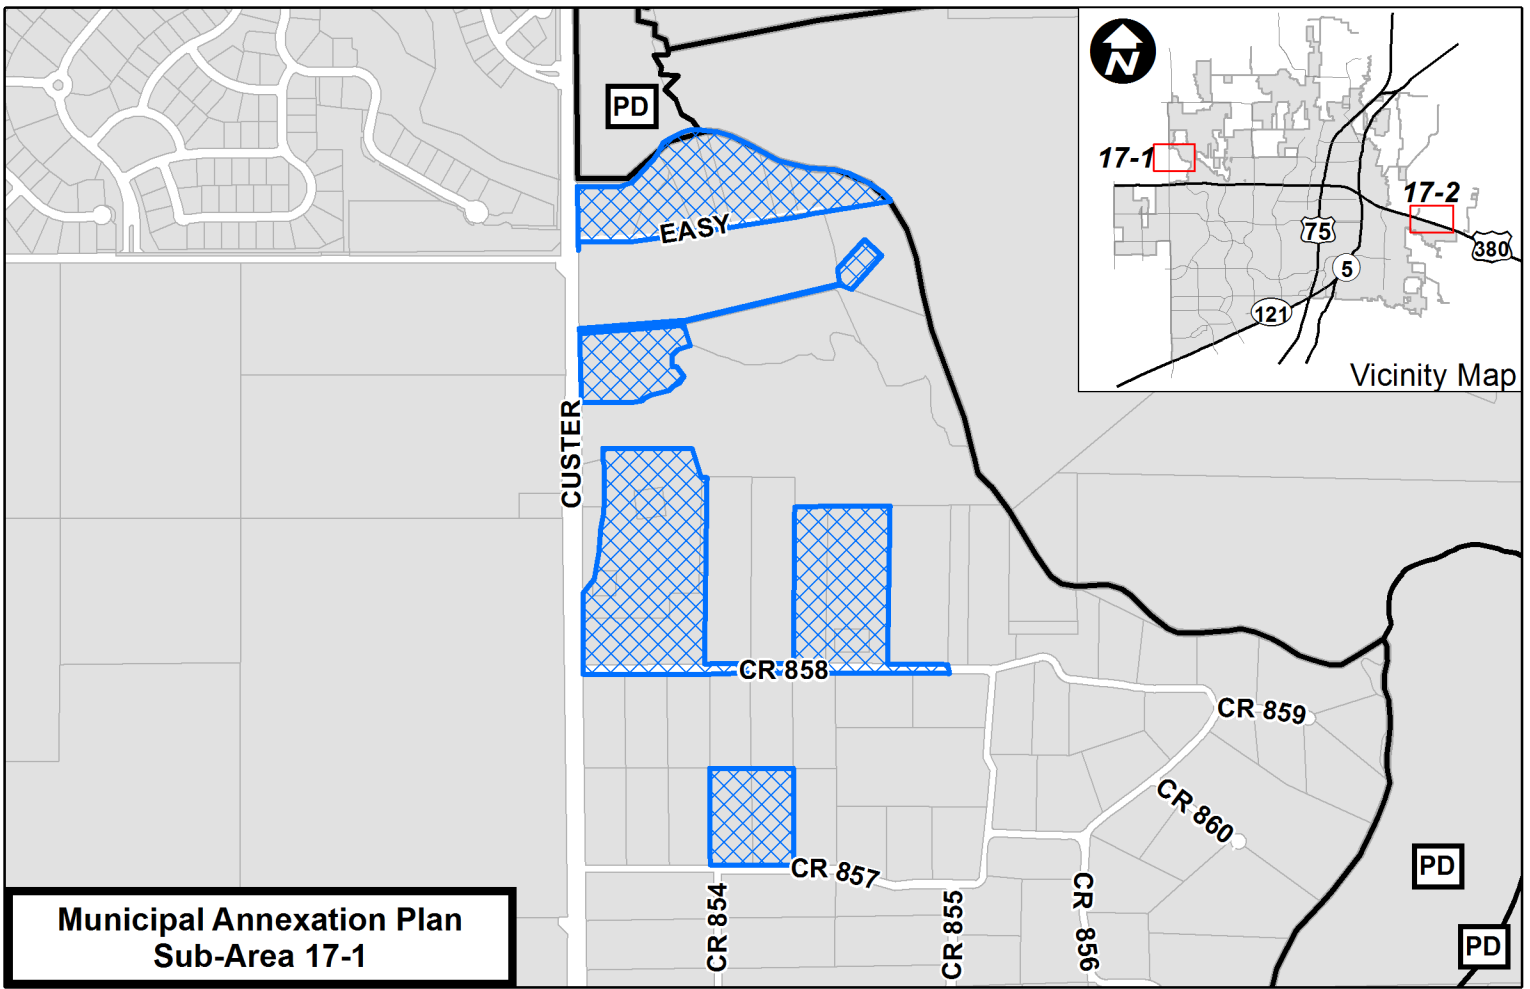 PD
N
17-1
17-2
75
380
5
121
Vicinity Map
EASY
CUSTER
CR 858
CR 859
CR 860
CR 857
CR 854
CR 855
CR 856
PD
PD
Municipal Annexation Plan
Sub-Area 17-1